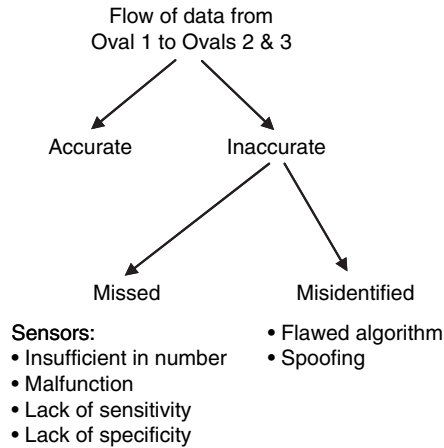 Flow of data from
Oval 1 to Ovals 2 & 3
Accurate
Inaccurate
Missed
Sensors:
• Insufficient in number
• Malfunction
• Lack of sensitivity
• Lack of specificity
Misidentified
• Flawed algorithm
• Spoofing